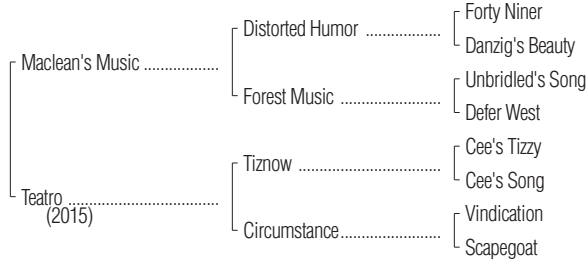 Forty Niner
Distorted Humor ..................
Danzig's Beauty
Maclean's Music ..................
Unbridled's Song
Forest Music ........................
Defer West
Cee's Tizzy
Tiznow ..................................
Cee's Song
Teatro ....................................
(2015)
Vindication
Circumstance........................
Scapegoat